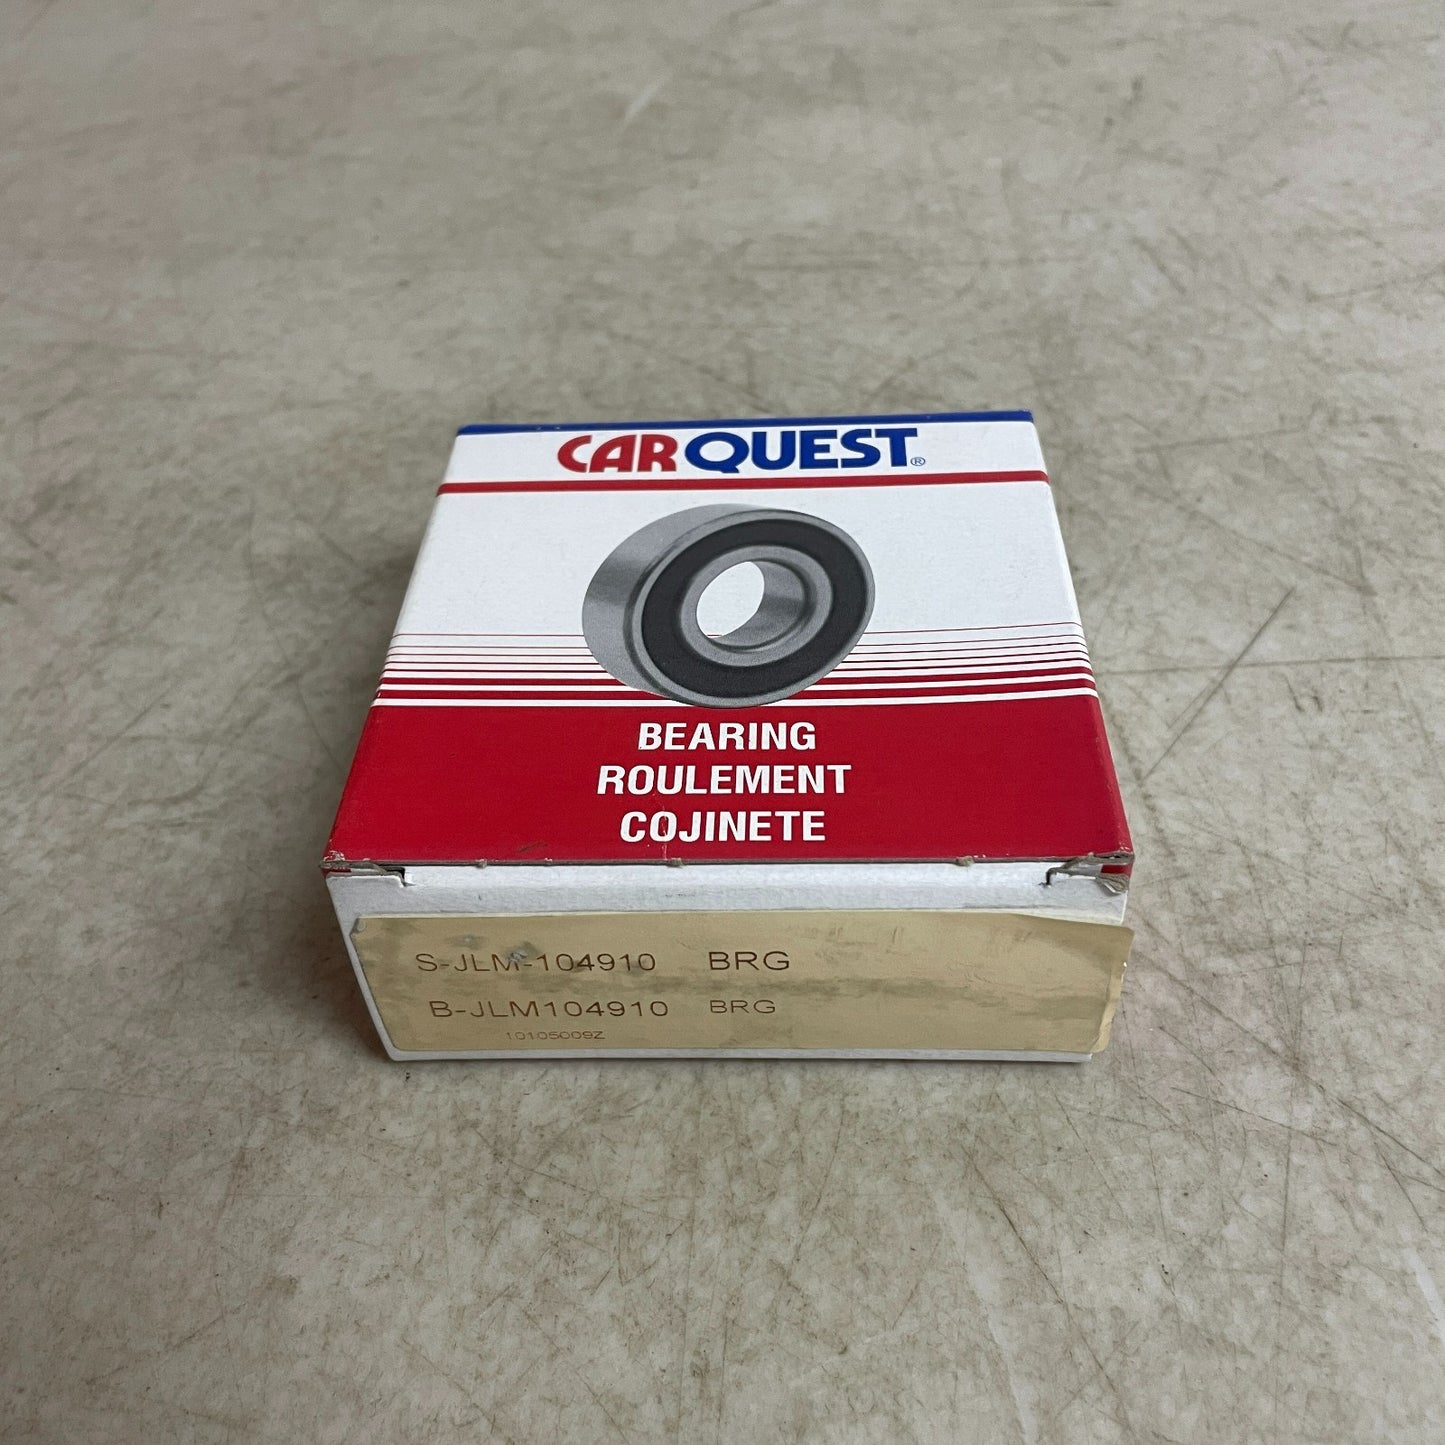 CARQUEST®
BEARING
ROULEMENT
COJINETE
S-JLM-104910 BRG
B-JLM104910 BRG
10105009Z